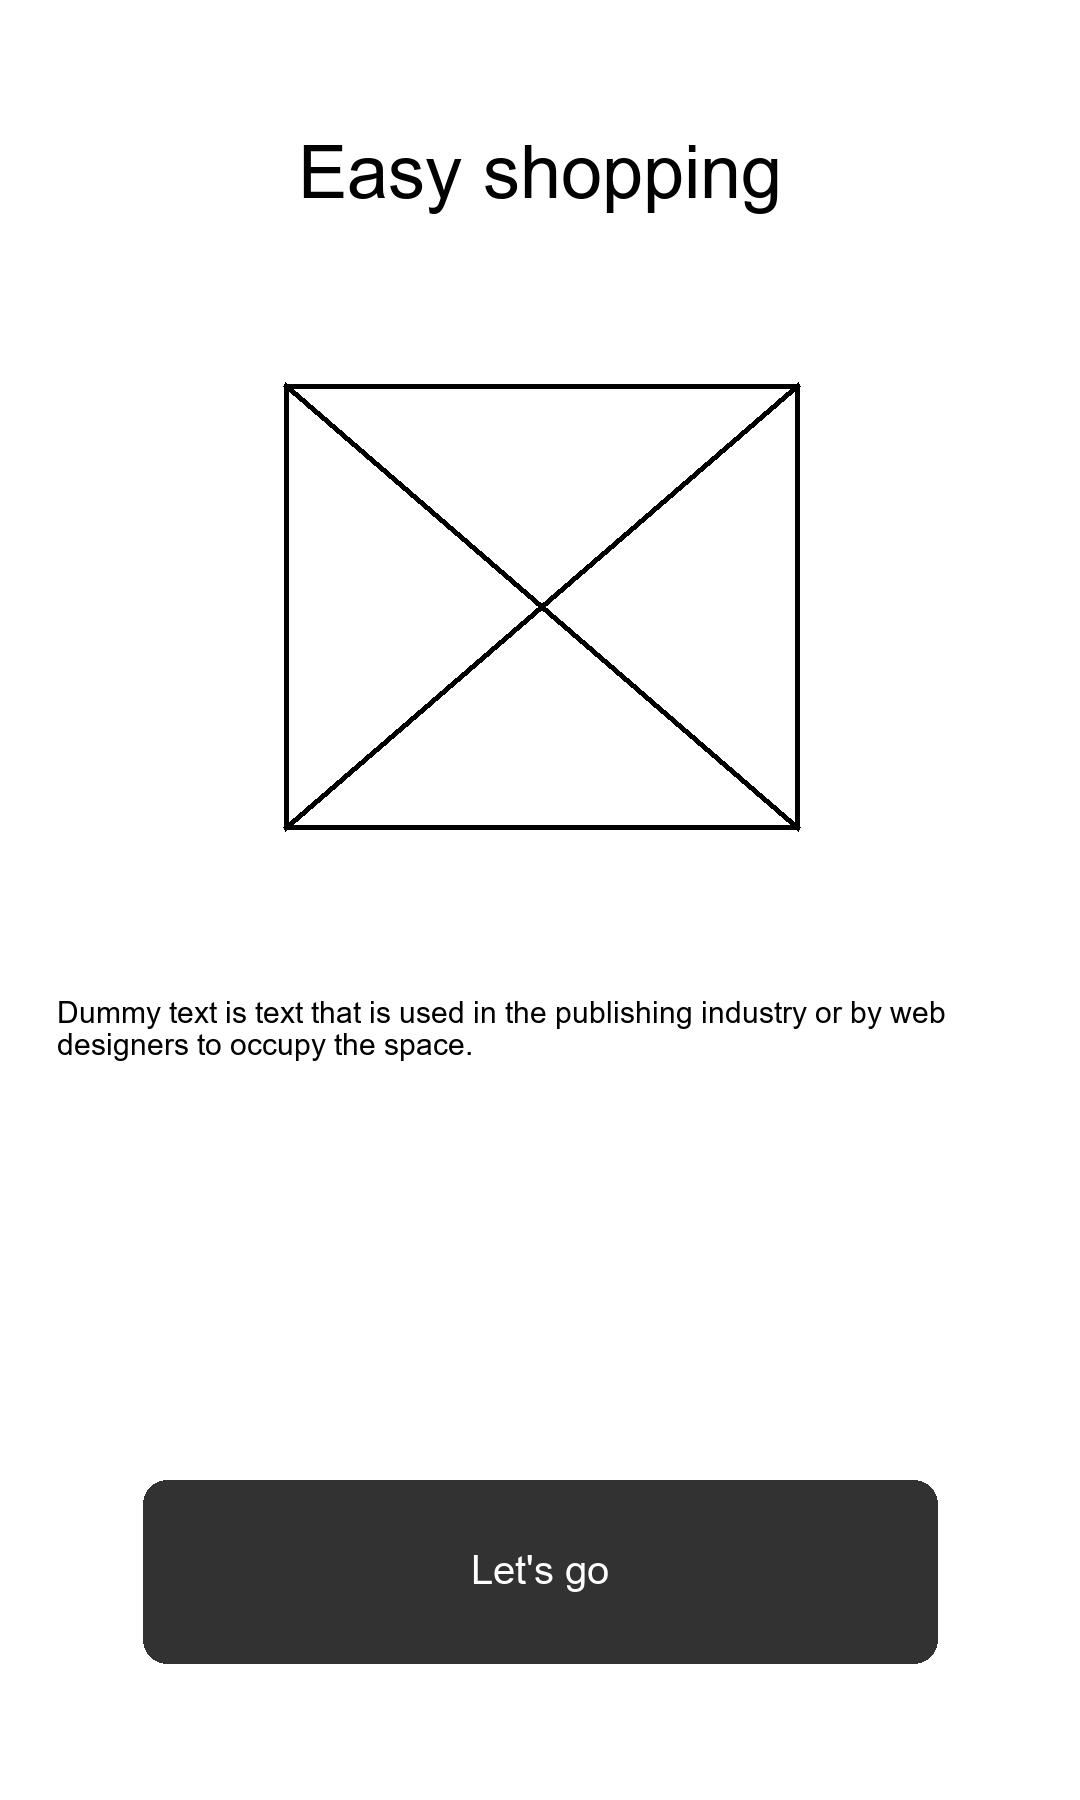 Easy shopping
Dummy text is text that is used in the publishing industry or by web
designers to occupy the space.
Let's go